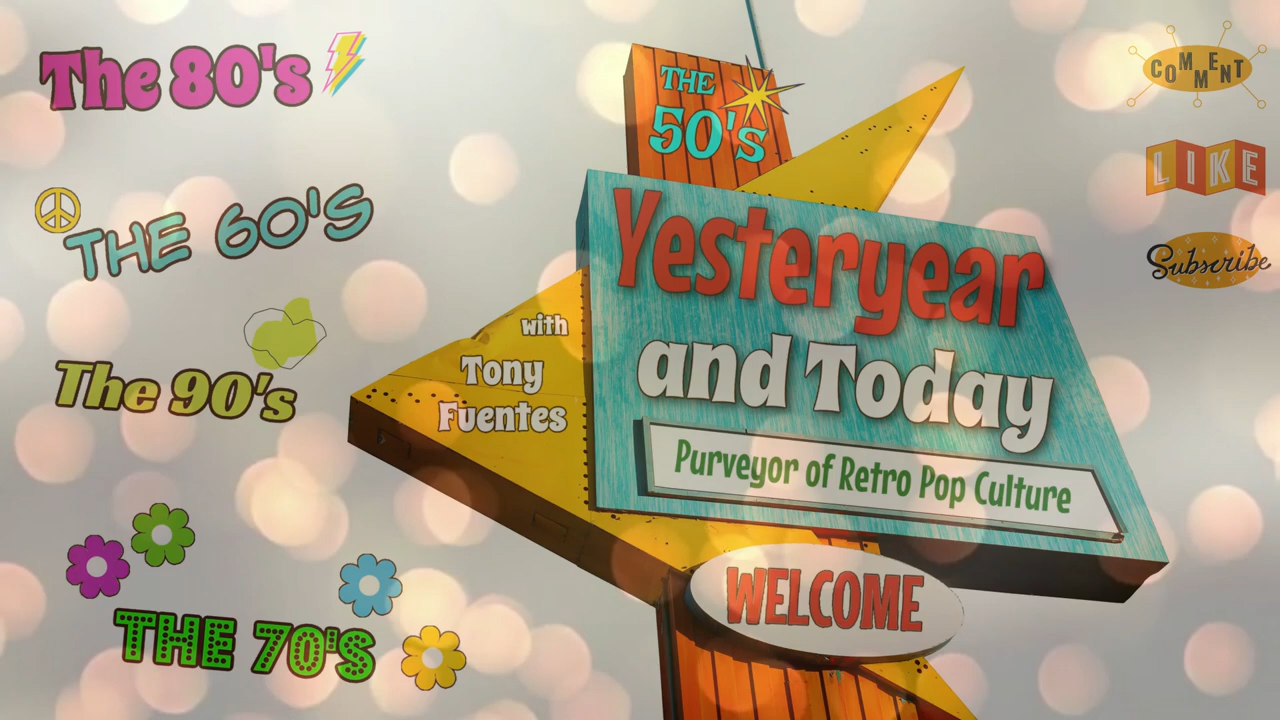 The 80's
THE 60'S
The 90's
THE 70'S
THE
50's
Yesteryear
and Today
with
Tony
Fuentes
Purveyor of Retro Pop Culture
WELCOME
COMMENT
LIKE
Subscribe